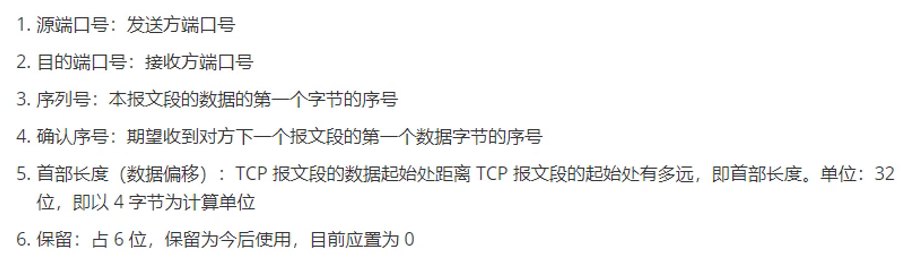 1. 源端口号：发送方端口号
2. 目的端口号：接收方端口号
3. 序列号：本报文段的数据的第一个字节的序号
4. 确认序号：期望收到对方下一个报文段的第一个数据字节的序号
5. 首部长度（数据偏移）：TCP 报文段的数据起始处距离 TCP 报文段的起始处有多远，即首部长度。单位：32
位，即以 4 字节为计算单位
6. 保留：占 6 位，保留为今后使用，目前应置为 0